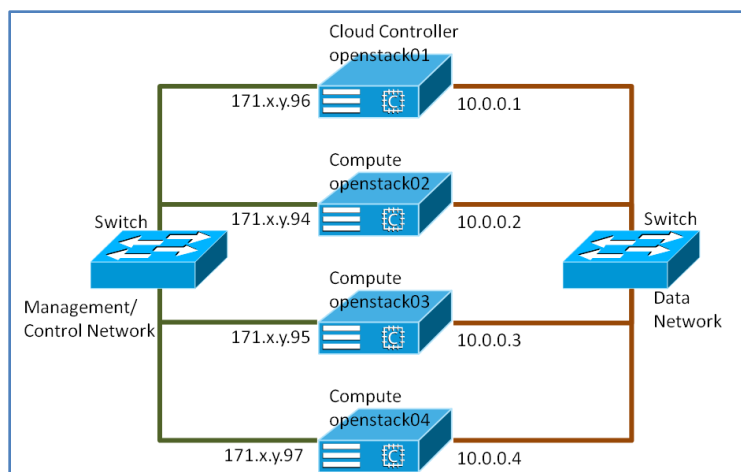 Cloud Controller
openstack01
171.x.y.96
10.0.0.1
Compute
openstack02
Switch
171.x.y.94
10.0.0.2
Switch
Management/
Control Network
Compute
openstack03
Data
Network
171.x.y.95
10.0.0.3
Compute
openstack04
171.x.y.97
10.0.0.4
C
C
C
C